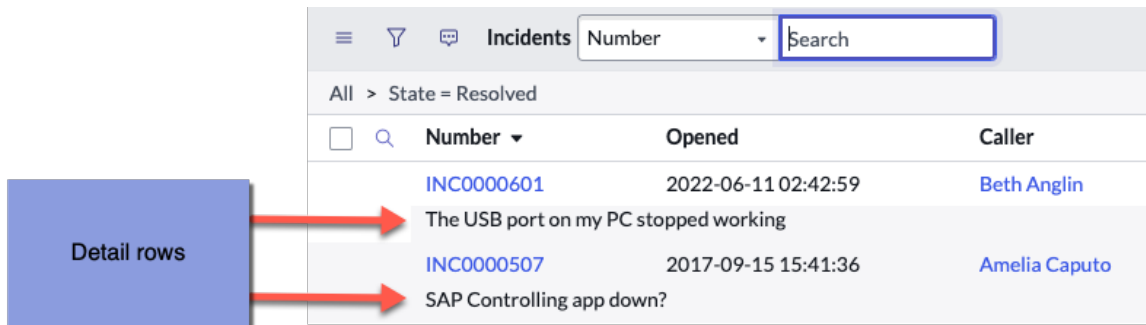 Incidents Number Search
All > State = Resolved
Number Opened Caller
INC0000601 2022-06-11 02:42:59 Beth Anglin
The USB port on my PC stopped working
Detail rows
INC0000507 2017-09-15 15:41:36 Amelia Caputo
SAP Controlling app down?